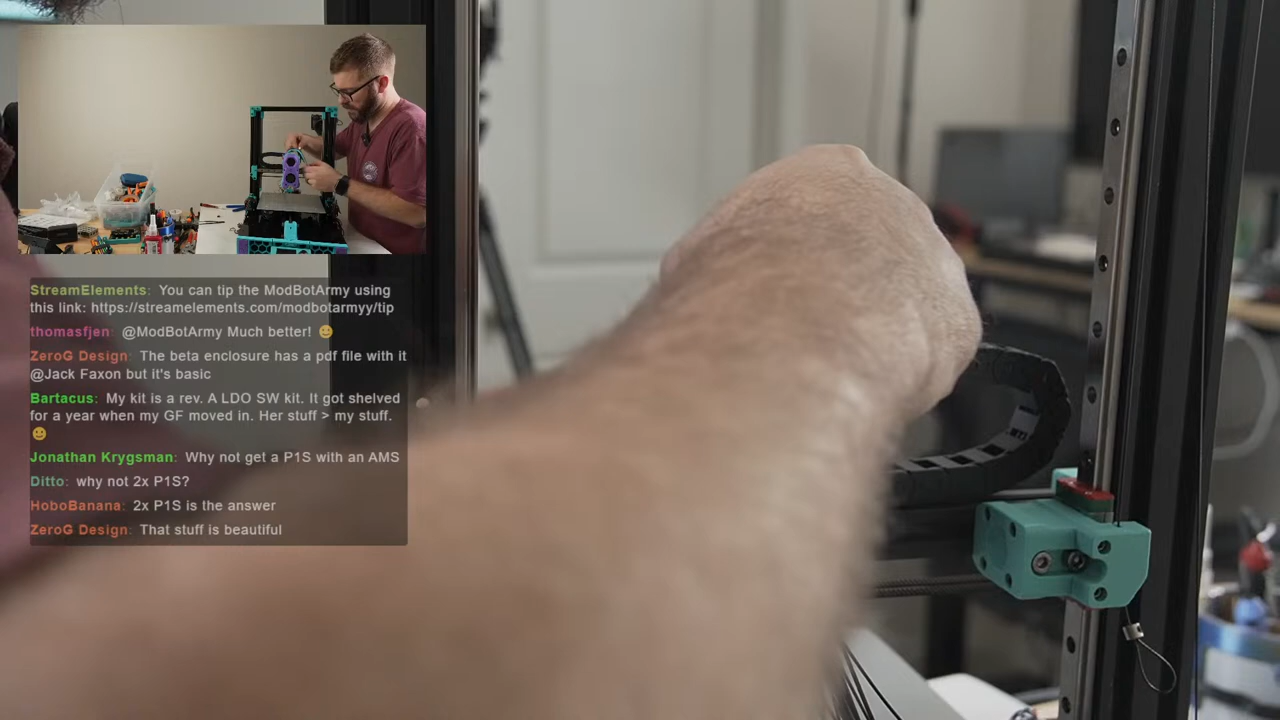 StreamElements: You can tip the ModBotArmy using
this link: https://streamelements.com/modbotarmyy/tip
thomasfjen: @ModBotArmy Much better! 🙂
ZeroG Design: The beta enclosure has a pdf file with it
@Jack Faxon but it's basic
Bartacus: My kit is a rev. A LDO SW kit. It got shelved
for a year when my GF moved in. Her stuff > my stuff.
🙂
Jonathan Krygsman: Why not get a P1S with an AMS
Ditto: why not 2x P1S?
HoboBanana: 2x P1S is the answer
ZeroG Design: That stuff is beautiful